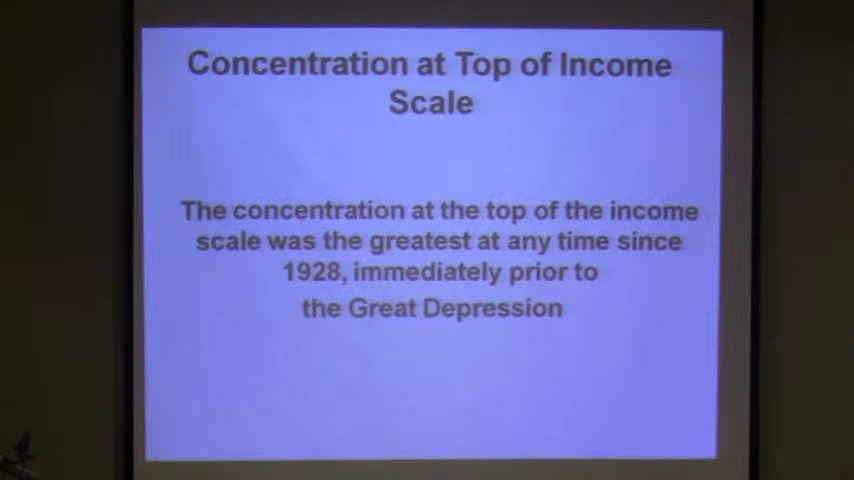 Concentration at Top of Income
Scale
The concentration at the top of the income
scale was the greatest at any time since
1928, immediately prior to
the Great Depression